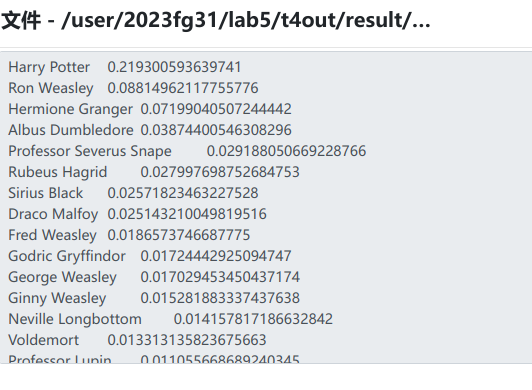 文件 - /user/2023fg31/lab5/t4out/result/...
Harry Potter 0.219300593639741
Ron Weasley 0.08814962117755776
Hermione Granger 0.07199040507244442
Albus Dumbledore 0.03874400546308296
Professor Severus Snape 0.029188050669228766
Rubeus Hagrid 0.027997698752684753
Sirius Black 0.02571823463227528
Draco Malfoy 0.025143210049819516
Fred Weasley 0.0186573746687775
Godric Gryffindor 0.01724442925094747
George Weasley 0.017029453450437174
Ginny Weasley 0.015281883337437638
Neville Longbottom 0.014157817186632842
Voldemort 0.013313135823675663
Professor Lupin 0.011055668689240345